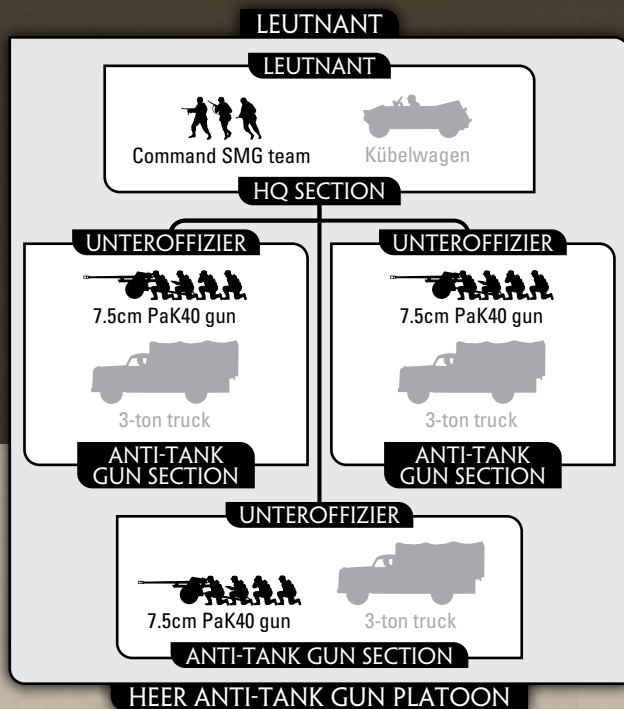 LEUTNANT
LEUTNANT
Command SMG team
Kübelwagen
HQ SECTION
UNTEROFFIZIER
7.5cm PaK40 gun
3-ton truck
ANTI-TANK
GUN SECTION
UNTEROFFIZIER
7.5cm PaK40 gun
3-ton truck
ANTI-TANK
GUN SECTION
UNTEROFFIZIER
7.5cm PaK40 gun
3-ton truck
ANTI-TANK GUN SECTION
HEER ANTI-TANK GUN PLATOON